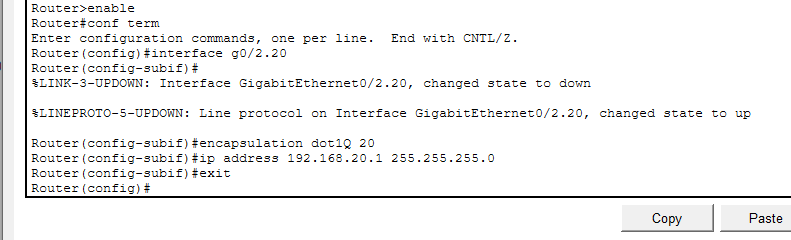 Router>enable
Router#conf term
Enter configuration commands, one per line.  End with CNTL/Z.
Router(config)#interface g0/2.20
Router(config-subif)#
%LINK-3-UPDOWN: Interface GigabitEthernet0/2.20, changed state to down
%LINEPROTO-5-UPDOWN: Line protocol on Interface GigabitEthernet0/2.20, changed state to up
Router(config-subif)#encapsulation dot1Q 20
Router(config-subif)#ip address 192.168.20.1 255.255.255.0
Router(config-subif)#exit
Router(config)#
Copy
Paste